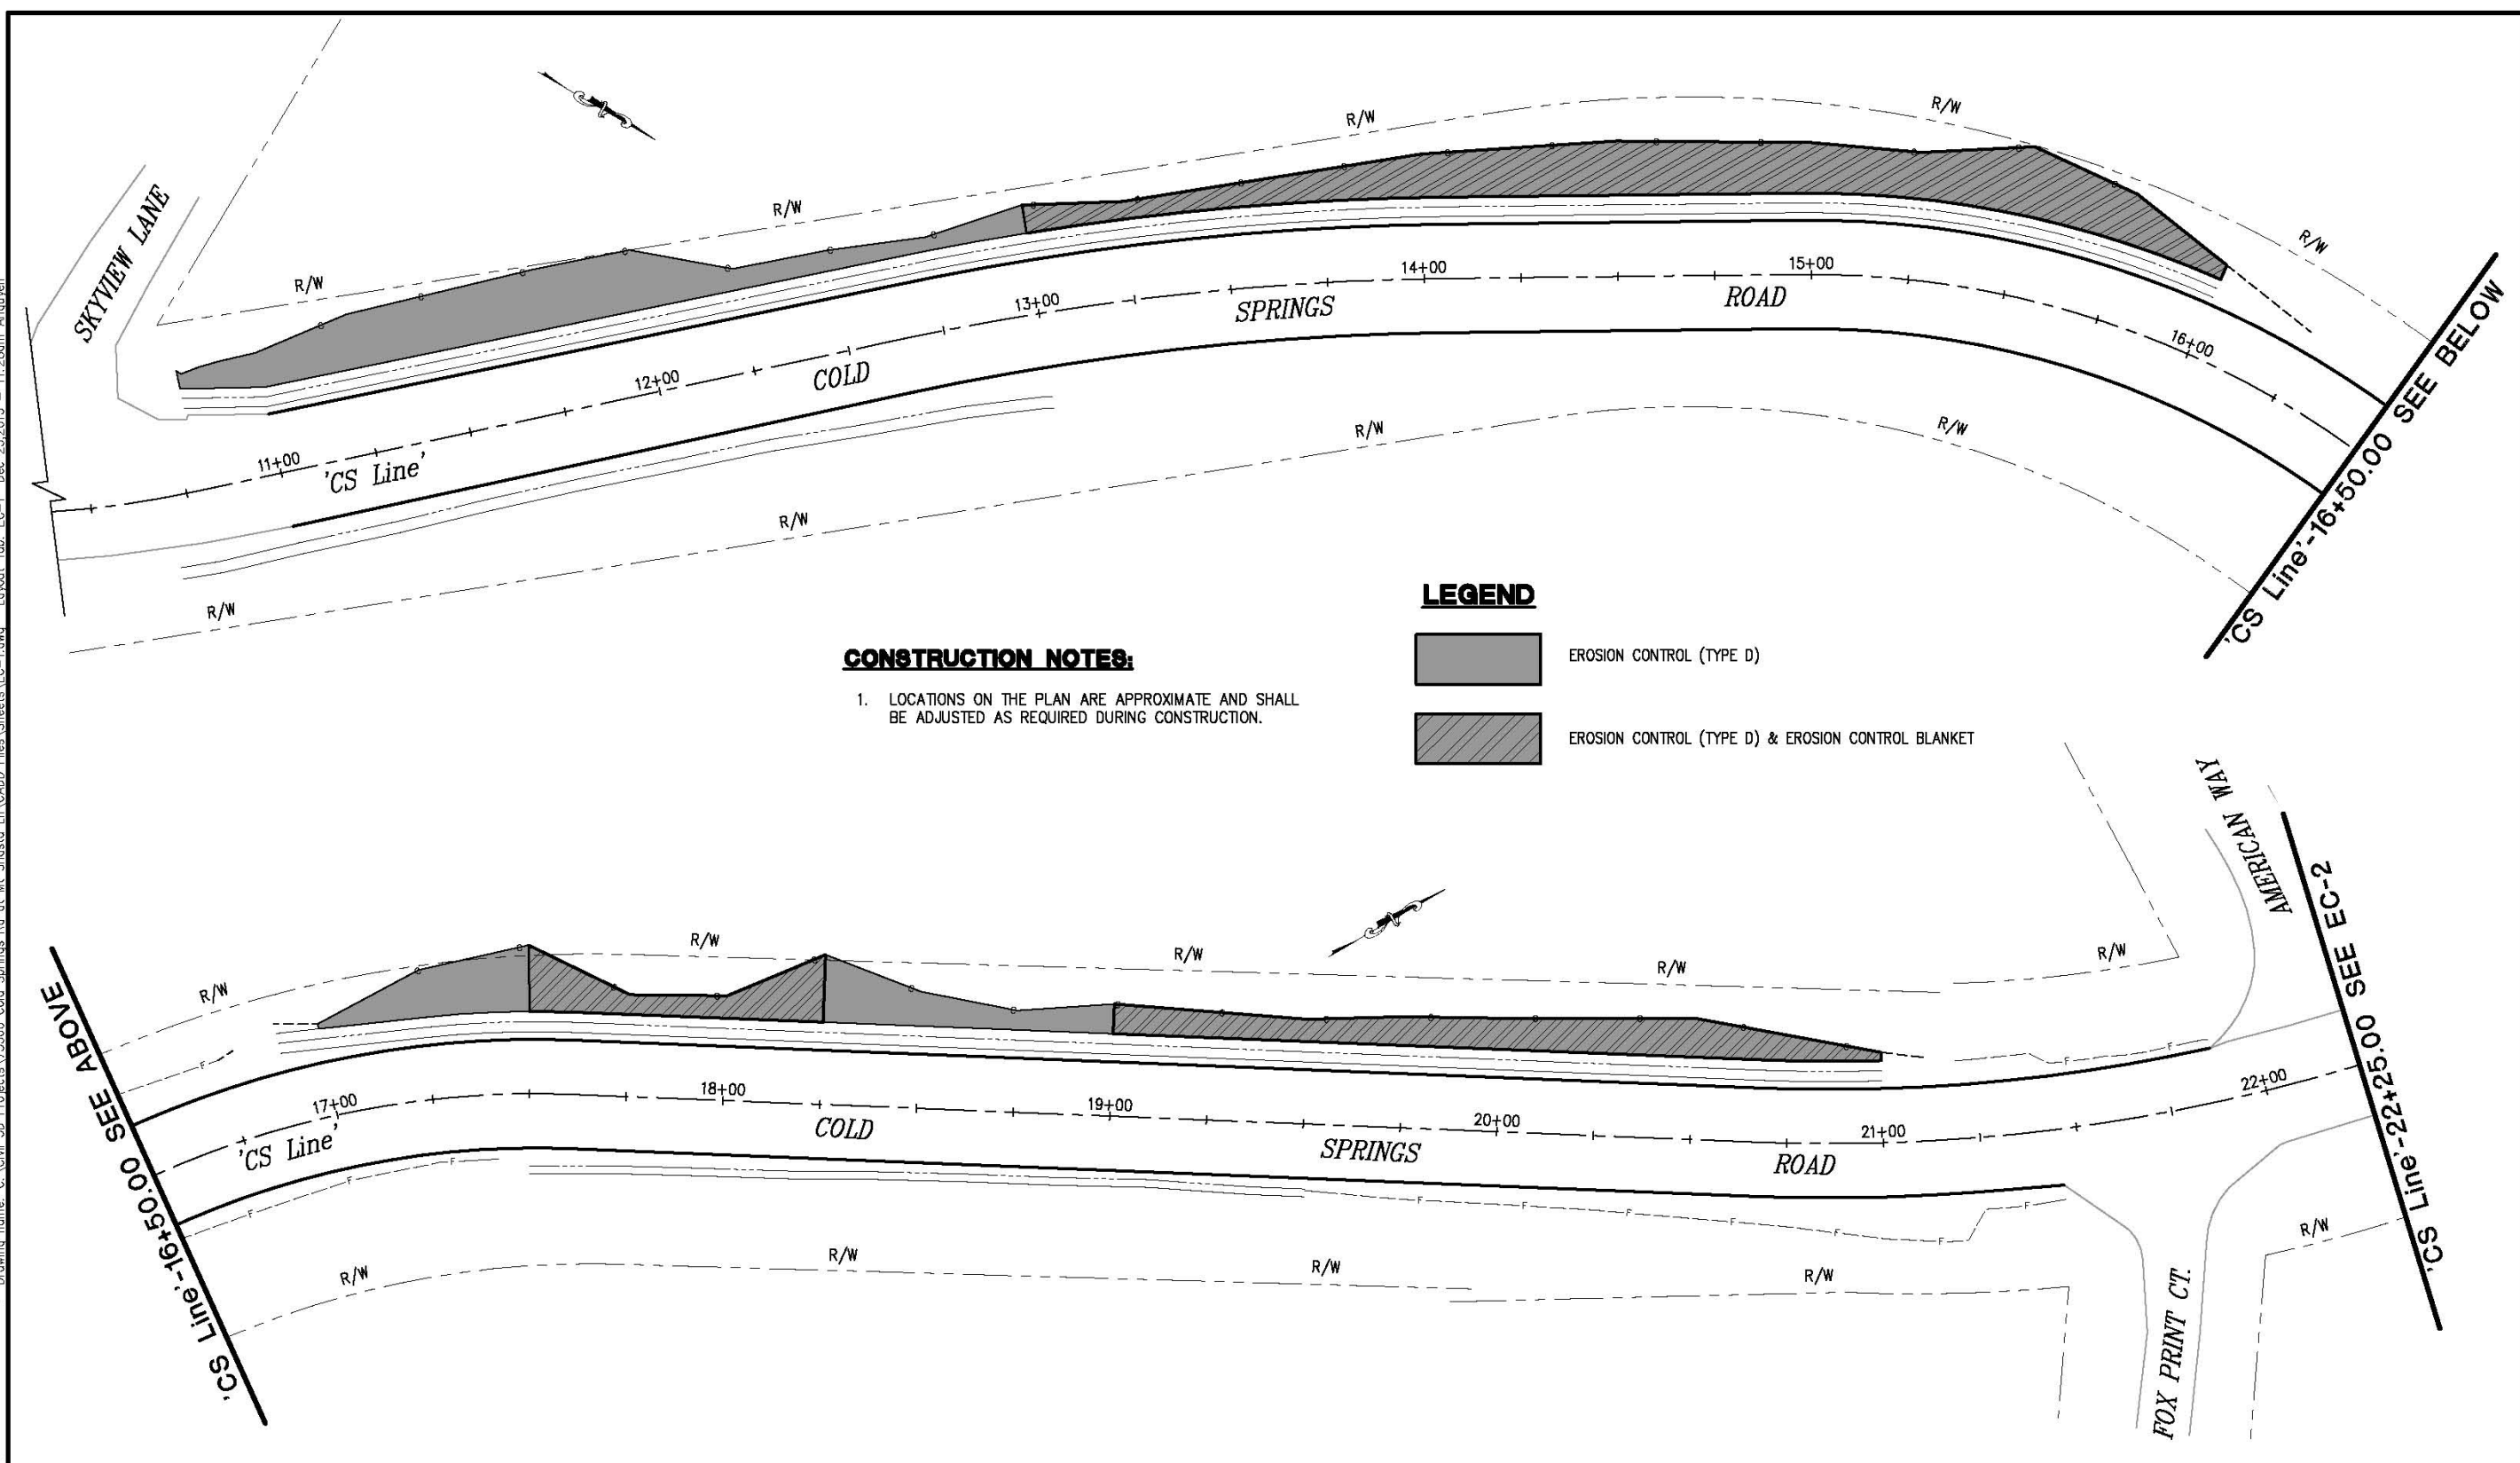 SKYVIEW LANE
R/W
R/W
R/W
R/W
R/W
11+00
12+00
13+00
14+00
15+00
16+00
'CS Line'
COLD
SPRINGS
ROAD
R/W
R/W
R/W
R/W
'CS Line'-16+50.00 SEE BELOW
CONSTRUCTION NOTES:
1. LOCATIONS ON THE PLAN ARE APPROXIMATE AND SHALL
BE ADJUSTED AS REQUIRED DURING CONSTRUCTION.
LEGEND
EROSION CONTROL (TYPE D)
EROSION CONTROL (TYPE D) & EROSION CONTROL BLANKET
'CS Line'-16+50.00 SEE ABOVE
R/W
R/W
R/W
R/W
R/W
AMERICAN WAY
17+00
18+00
19+00
20+00
21+00
22+00
'CS Line'
COLD
SPRINGS
ROAD
R/W
R/W
R/W
R/W
R/W
FOX PRINT CT.
'CS Line'-22+25.00 SEE EC-2